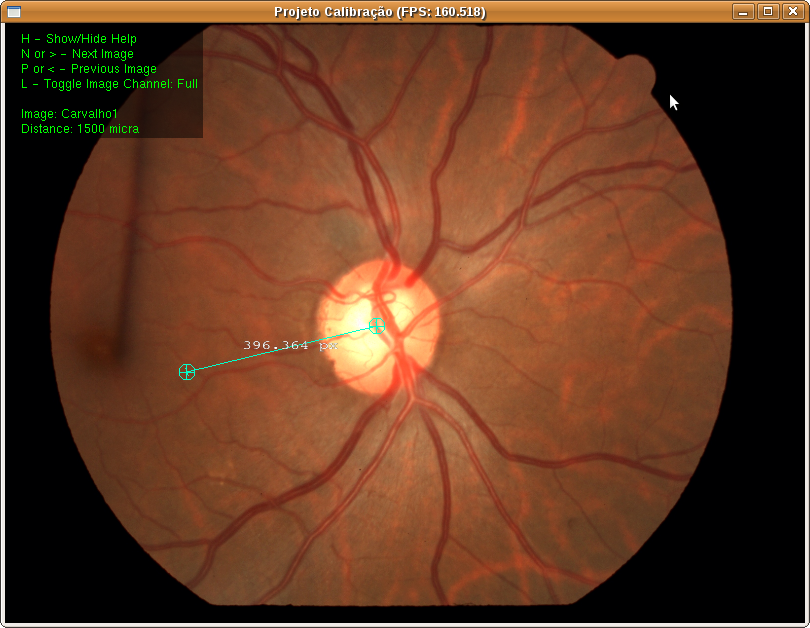 Projeto Calibração (FPS: 160.518)
H - Show/Hide Help
N or > - Next Image
P or < - Previous Image
L - Toggle Image Channel: Full
Image: Carvalho1
Distance: 1500 micra
396.364 px